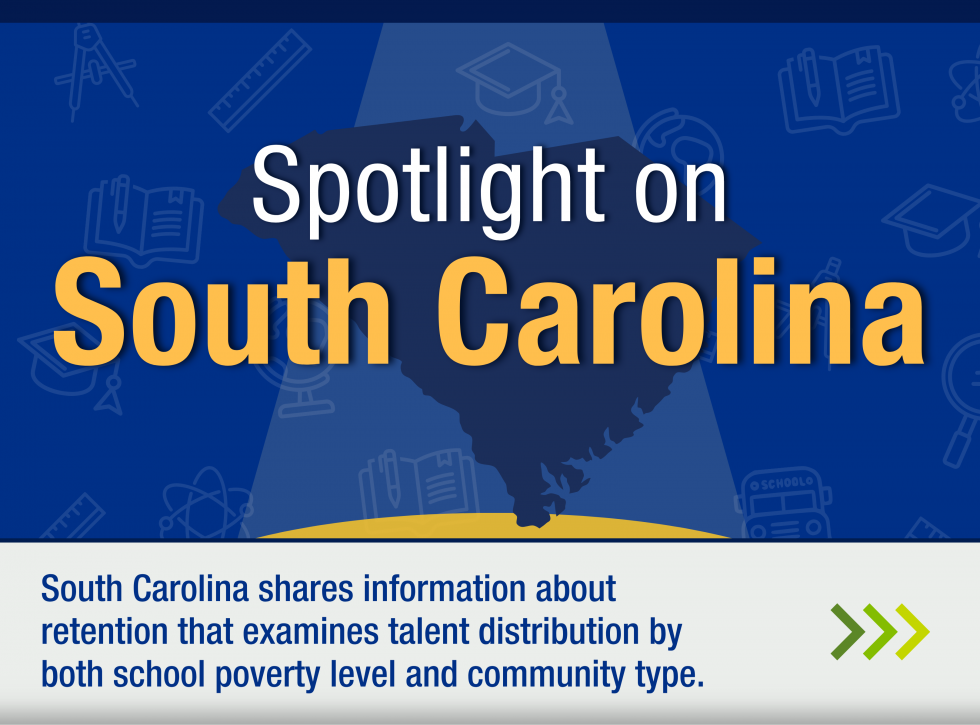 Spotlight on
South Carolina
SCHOOL
South Carolina shares information about
retention that examines talent distribution by
both school poverty level and community type.